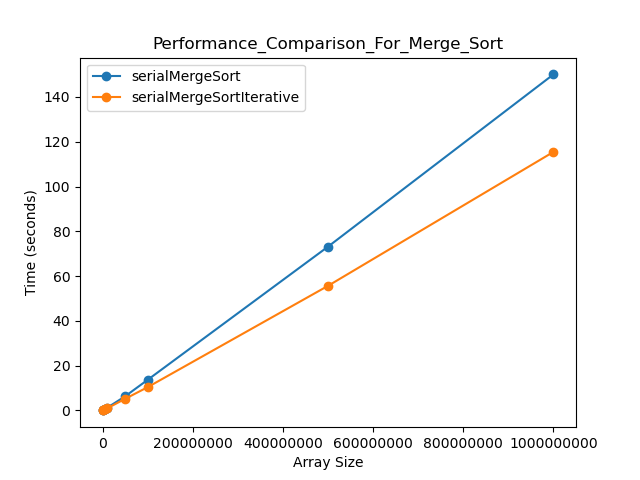 Performance_Comparison_For_Merge_Sort
serialMergeSort
serialMergeSortIterative
Time (seconds)
140
120
100
80
60
40
20
0
0 200000000 400000000 600000000 800000000 1000000000
Array Size